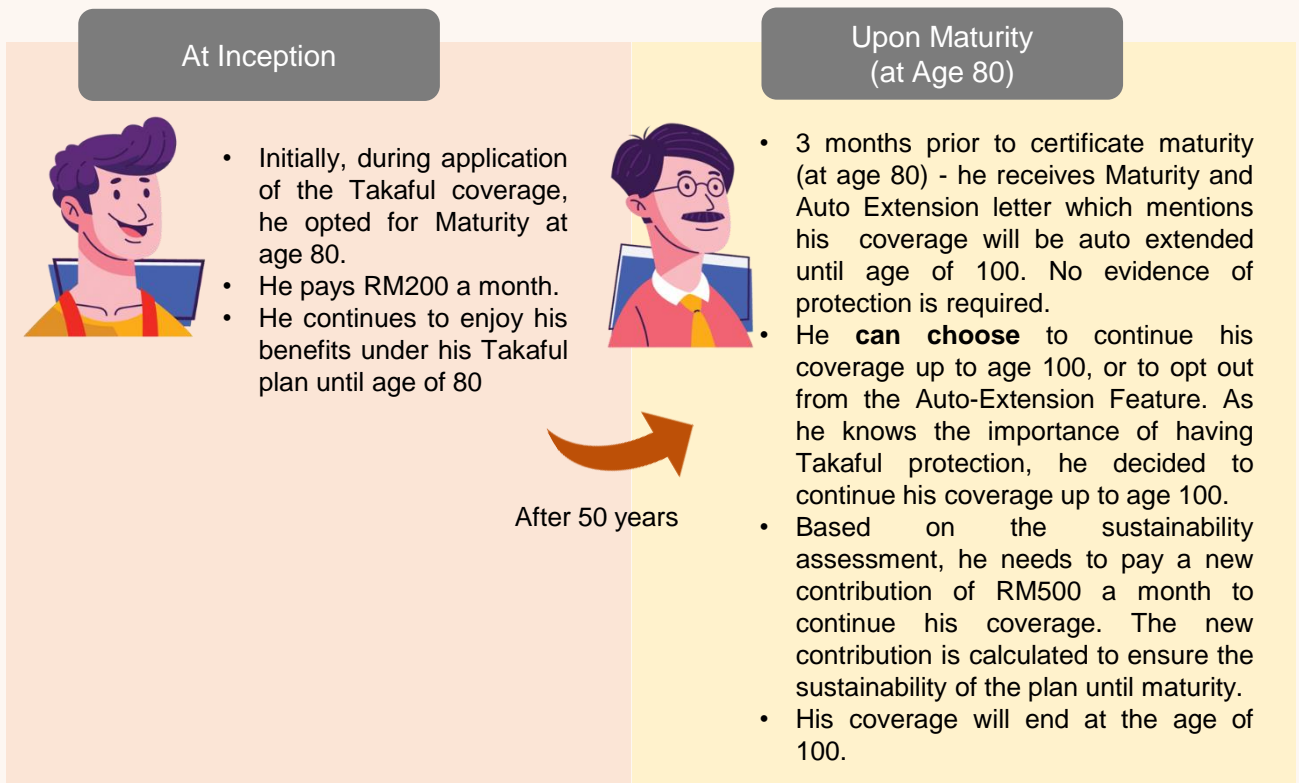 At Inception
• Initially, during application
of the Takaful coverage,
he opted for Maturity at
age 80.
• He pays RM200 a month.
• He continues to enjoy his
benefits under his Takaful
plan until age of 80
After 50 years
Upon Maturity
(at Age 80)
• 3 months prior to certificate maturity
(at age 80) - he receives Maturity and
Auto Extension letter which mentions
his coverage will be auto extended
until age of 100. No evidence of
protection is required.
• He can choose to continue his
coverage up to age 100, or to opt out
from the Auto-Extension Feature. As
he knows the importance of having
Takaful protection, he decided to
continue his coverage up to age 100.
• Based on the sustainability
assessment, he needs to pay a new
contribution of RM500 a month to
continue his coverage. The new
contribution is calculated to ensure the
sustainability of the plan until maturity.
• His coverage will end at the age of
100.